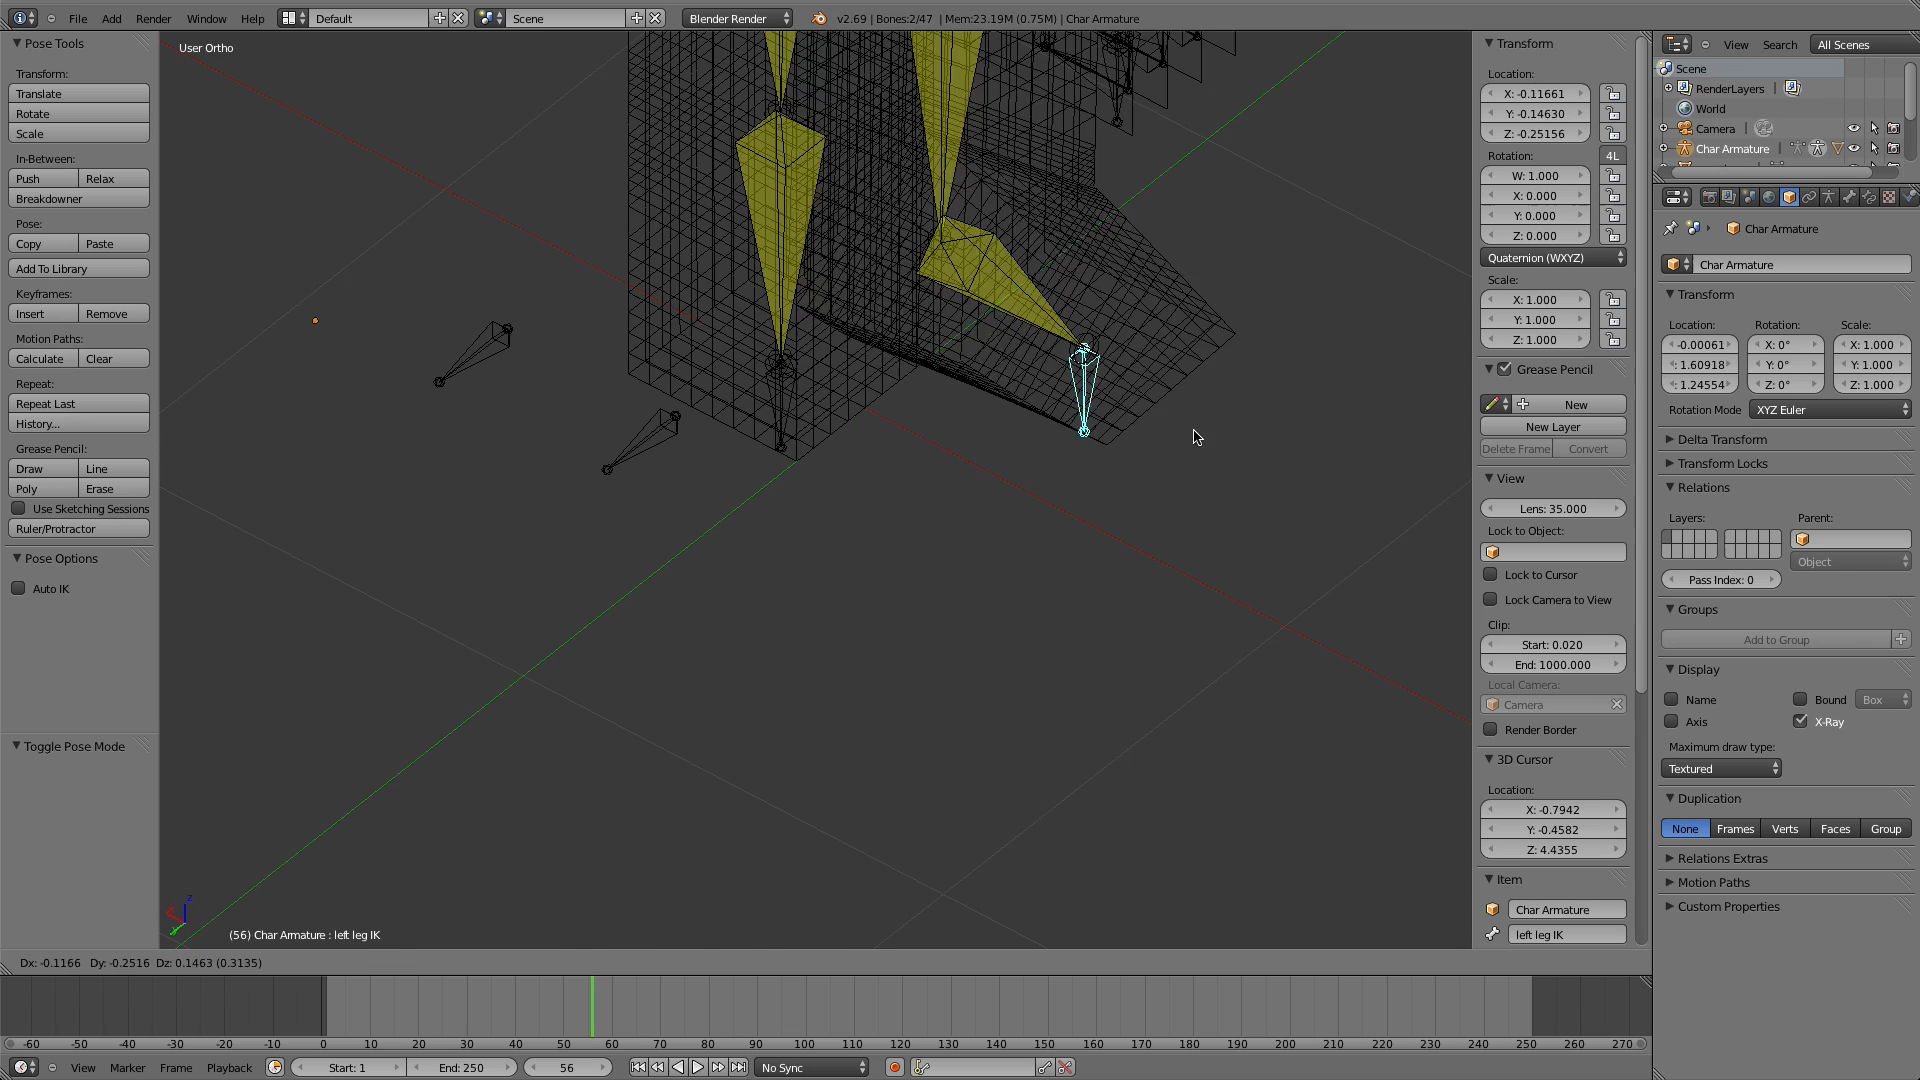 File Add Render Window Help Default Scene Blender Render v2.69 | Bones:2/47 | Mem:23.19M (0.75M) | Char Armature
Pose Tools
Transform:
Translate
Rotate
Scale
In-Between:
Push Relax
Breakdowner
Pose:
Copy Paste
Add To Library
Keyframes:
Insert Remove
Motion Paths:
Calculate Clear
Repeat:
Repeat Last
History...
Grease Pencil:
Draw Line
Poly Erase
Use Sketching Sessions
Ruler/Protractor
Pose Options
Auto IK
Toggle Pose Mode
User Ortho
(56) Char Armature : left leg IK
Transform
Location:
X: -0.11661
Y: -0.14630
Z: -0.25156
Rotation: 4L
W: 1.000
X: 0.000
Y: 0.000
Z: 0.000
Quaternion (WXYZ)
Scale:
X: 1.000
Y: 1.000
Z: 1.000
Grease Pencil
New
New Layer
Delete Frame Convert
View
Lens: 35.000
Lock to Object:
Lock to Cursor
Lock Camera to View
Clip:
Start: 0.020
End: 1000.000
Local Camera:
Camera
Render Border
3D Cursor
Location:
X: -0.7942
Y: -0.4582
Z: 4.4355
Item
Char Armature
left leg IK
View Search All Scenes
Scene
RenderLayers
World
Camera
Char Armature
Char Armature
Char Armature
Transform
Location: Rotation: Scale:
-0.00061 X: 0° X: 1.000
: 1.60918 Y: 0° Y: 1.000
: 1.24554 Z: 0° Z: 1.000
Rotation Mode XYZ Euler
Delta Transform
Transform Locks
Relations
Layers: Parent:
Object
Pass Index: 0
Groups
Add to Group
Display
Name Bound Box
Axis X-Ray
Maximum draw type:
Textured
Duplication
None Frames Verts Faces Group
Relations Extras
Motion Paths
Custom Properties
Dx: -0.1166 Dy: -0.2516 Dz: 0.1463 (0.3135)
-60 -50 -40 -30 -20 -10 0 10 20 30 40 50 60 70 80 90 100 110 120 130 140 150 160 170 180 190 200 210 220 230 240 250 260 270
View Marker Frame Playback Start: 1 End: 250 56 No Sync